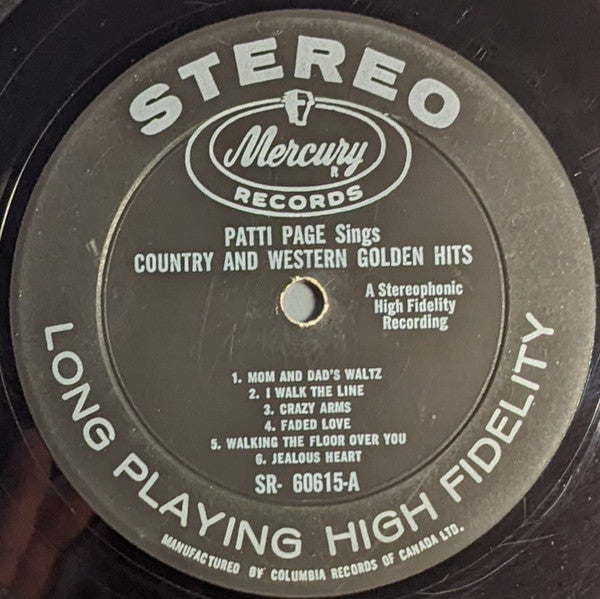 STEREO
Mercury
R
RECORDS
PATTI PAGE Sings
COUNTRY AND WESTERN GOLDEN HITS
A Stereophonic
High Fidelity
Recording
1. MOM AND DAD'S WALTZ
2. I WALK THE LINE
3. CRAZY ARMS
4. FADED LOVE
5. WALKING THE FLOOR OVER YOU
6. JEALOUS HEART
SR- 60615-A
LONG PLAYING HIGH FIDELITY
MANUFACTURED BY COLUMBIA RECORDS OF CANADA LTD.